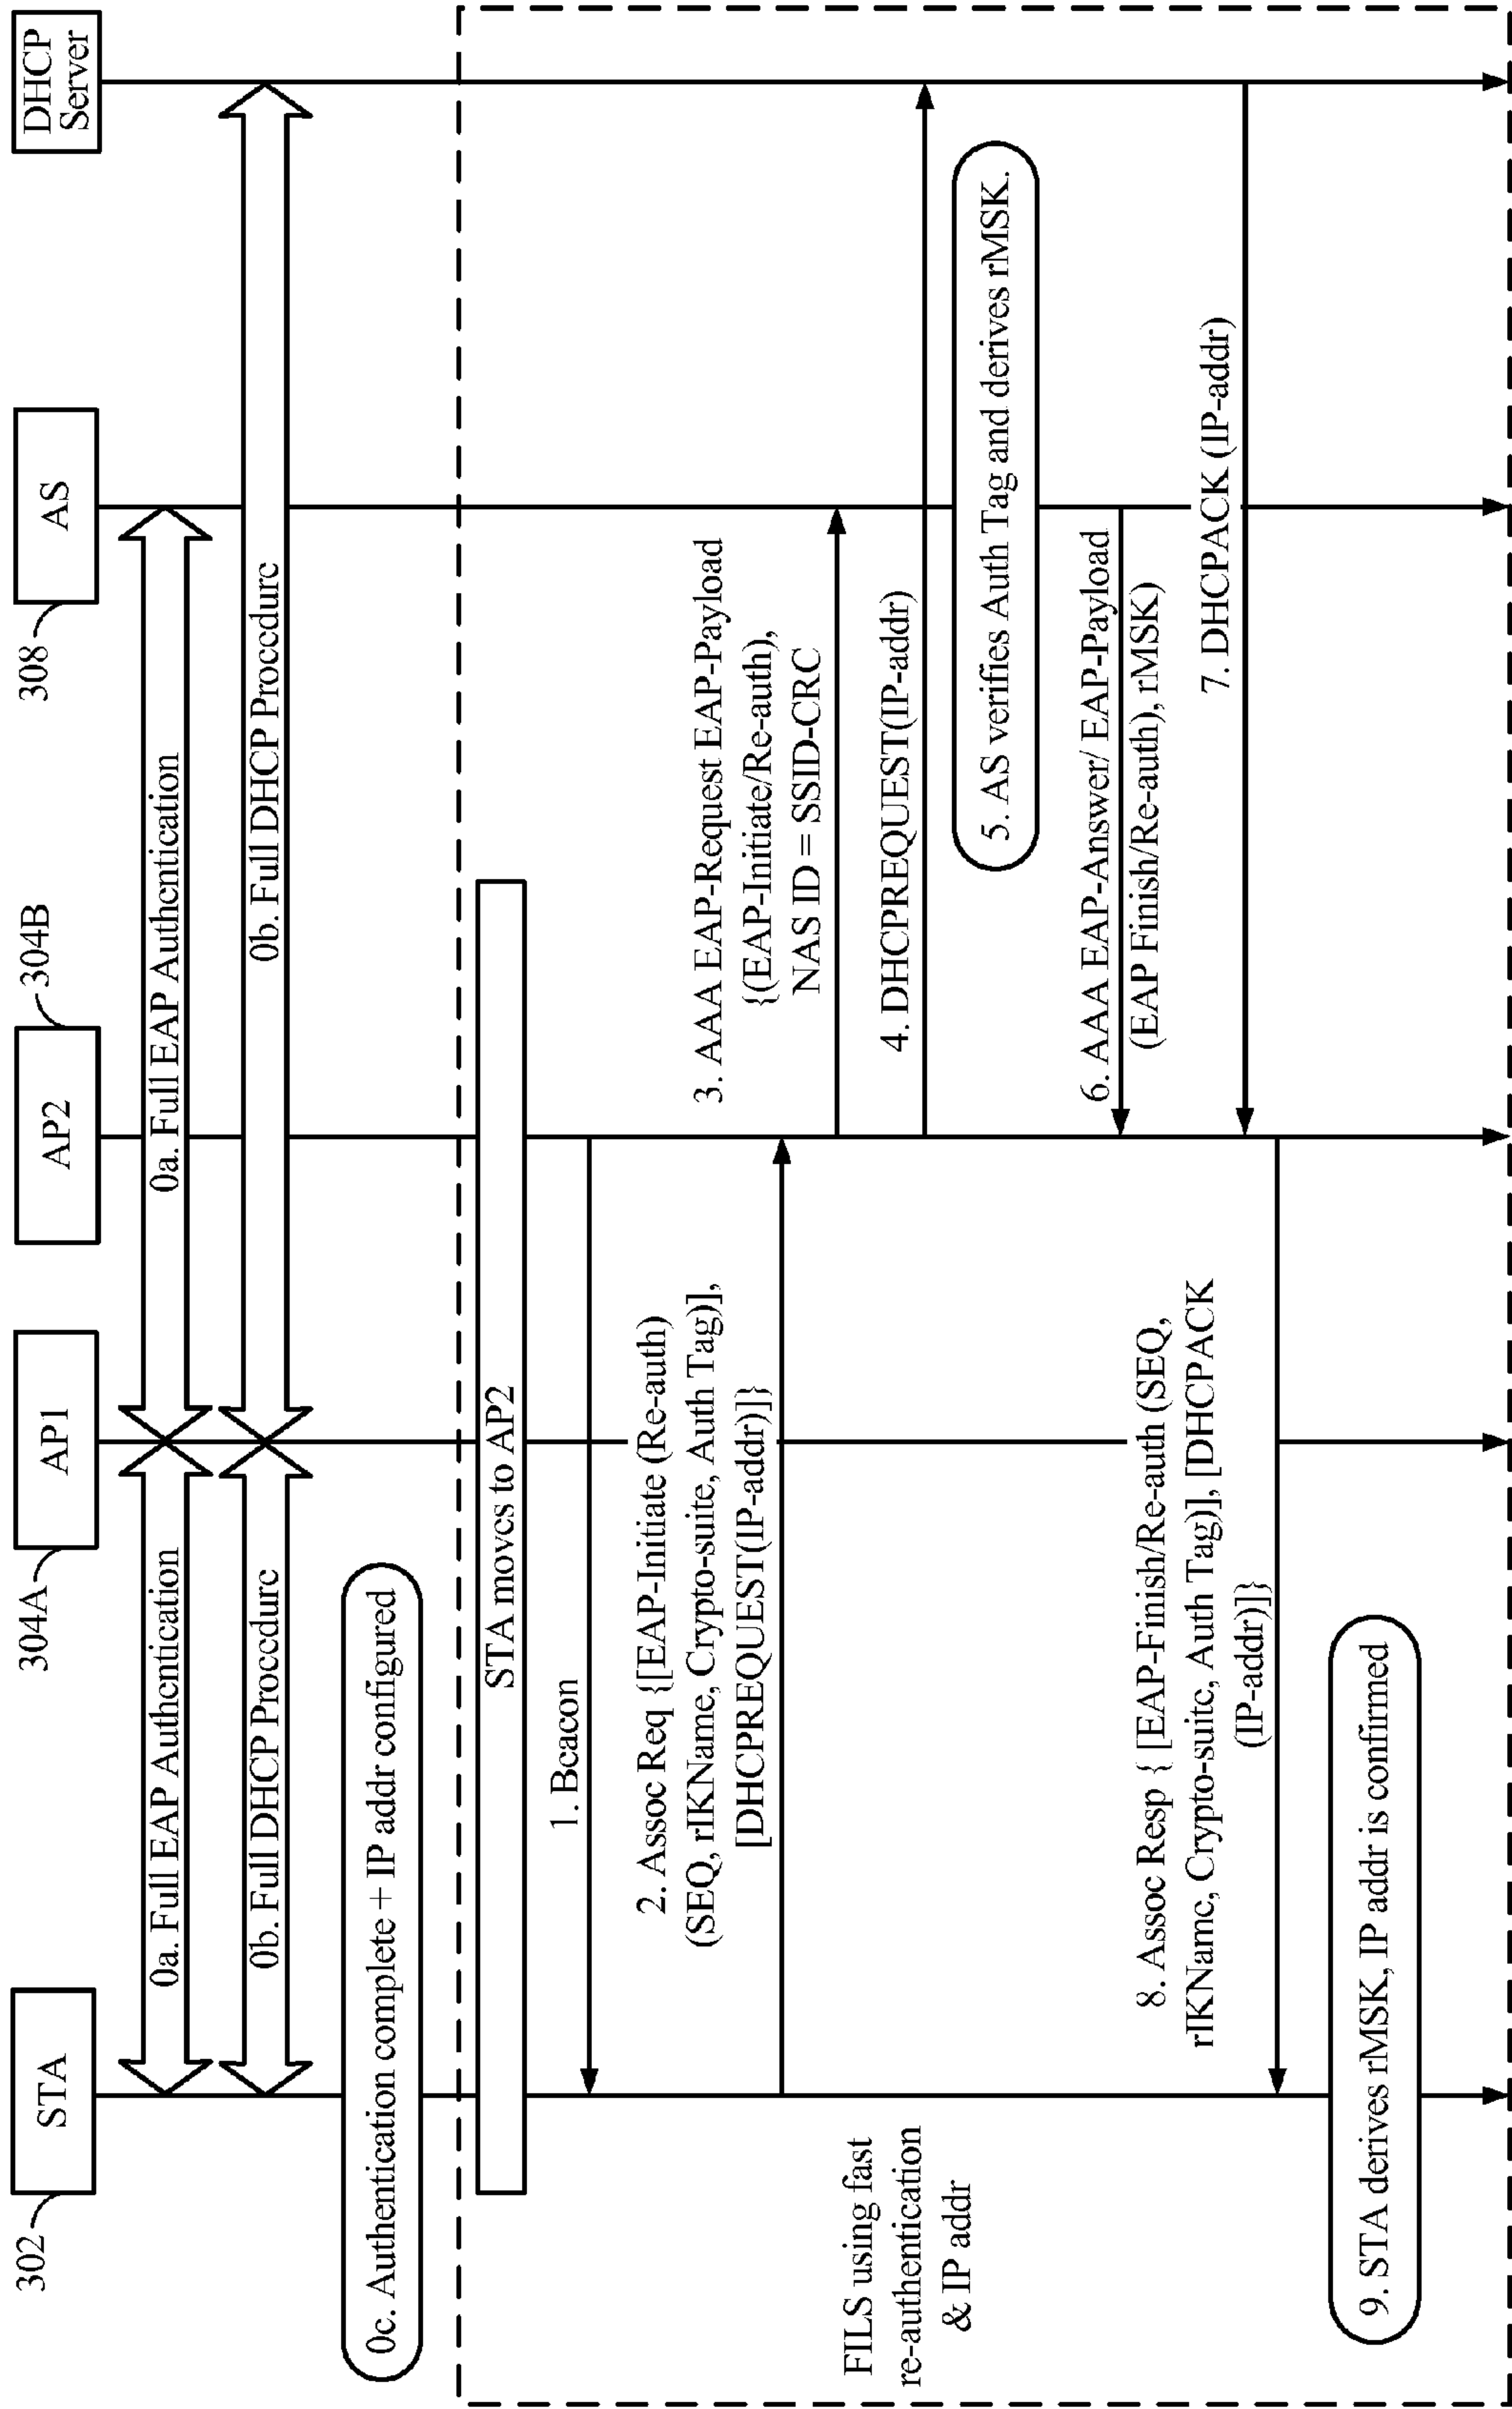 302
STA
304A
AP1
AP2
304B
308
AS
DHCP
Server
0a. Full EAP Authentication
0a. Full EAP Authentication
0b. Full DHCP Procedure
0b. Full DHCP Procedure
0c. Authentication complete + IP addr configured
STA moves to AP2
1. Beacon
2. Assoc Req {[EAP-Initiate (Re-auth)
(SEQ, rIKName, Crypto-suite, Auth Tag)],
[DHCPREQUEST(IP-addr)]}
3. AAA EAP-Request EAP-Payload
{(EAP-Initiate/Re-auth),
NAS ID = SSID-CRC
4. DHCPREQUEST(IP-addr)
FILS using fast
re-authentication
& IP addr
5. AS verifies Auth Tag and derives rMSK.
6. AAA EAP-Answer/ EAP-Payload
(EAP Finish/Re-auth), rMSK)
7. DHCPACK (IP-addr)
8. Assoc Resp { [EAP-Finish/Re-auth (SEQ,
rIKName, Crypto-suite, Auth Tag)], [DHCPACK
(IP-addr)]}
9. STA derives rMSK, IP addr is confirmed